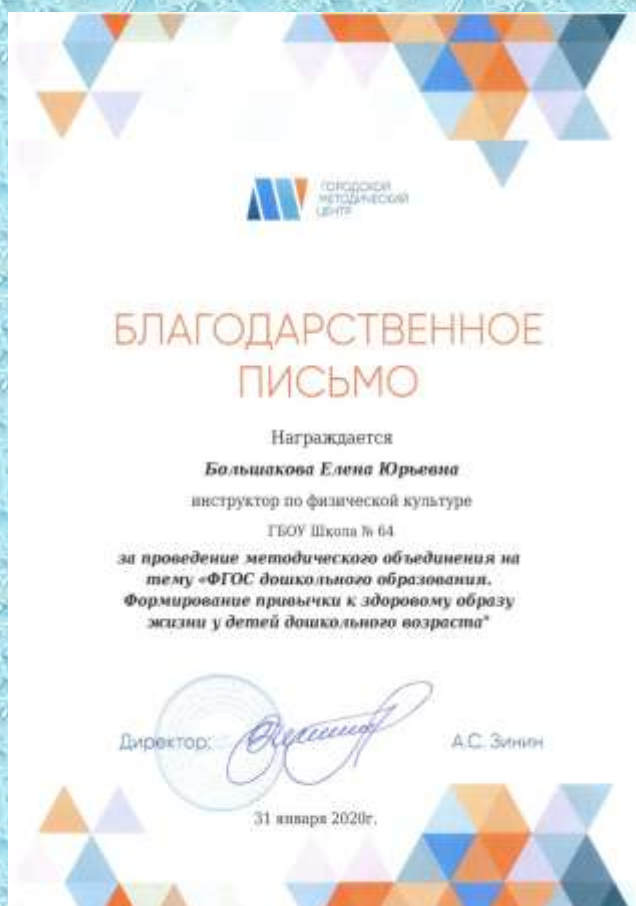 ГОРОДСКОЙ
МЕТОДИЧЕСКИЙ
ЦЕНТР
БЛАГОДАРСТВЕННОЕ
ПИСЬМО
Награждается
Большакова Елена Юрьевна
инструктор по физической культуре
ГБОУ Школа № 64
за проведение методического объединения на
тему «ФГОС дошкольного образования.
Формирование привычки к здоровому образу
жизни у детей дошкольного возраста"
Директор:
А.С. Зинин
31 января 2020г.